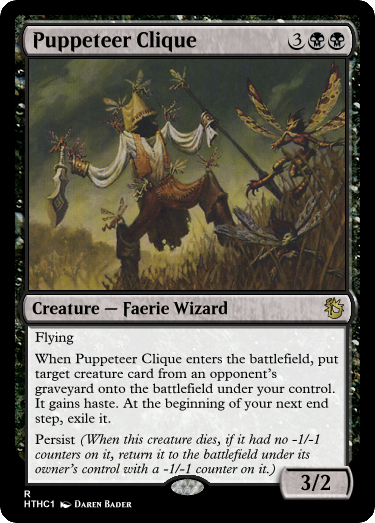 Puppeteer Clique 3
Creature — Faerie Wizard
Flying
When Puppeteer Clique enters the battlefield, put
target creature card from an opponent's
graveyard onto the battlefield under your control.
It gains haste. At the beginning of your next end
step, exile it.
Persist (When this creature dies, if it had no -1/-1
counters on it, return it to the battlefield under its
owner's control with a -1/-1 counter on it.)
3/2
R
HTHC1 DAREN BADER